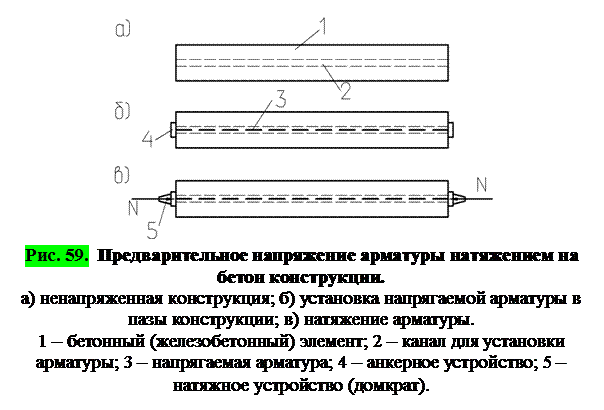 а)
1
2
б)
3
4
в)
N
N
5
Рис. 59. Предварительное напряжение арматуры натяжением на
бетон конструкции.
а) ненапряженная конструкция; б) установка напрягаемой арматуры в
пазы конструкции; в) натяжение арматуры.
1 – бетонный (железобетонный) элемент; 2 – канал для установки
арматуры; 3 – напрягаемая арматура; 4 – анкерное устройство; 5 –
натяжное устройство (домкрат).